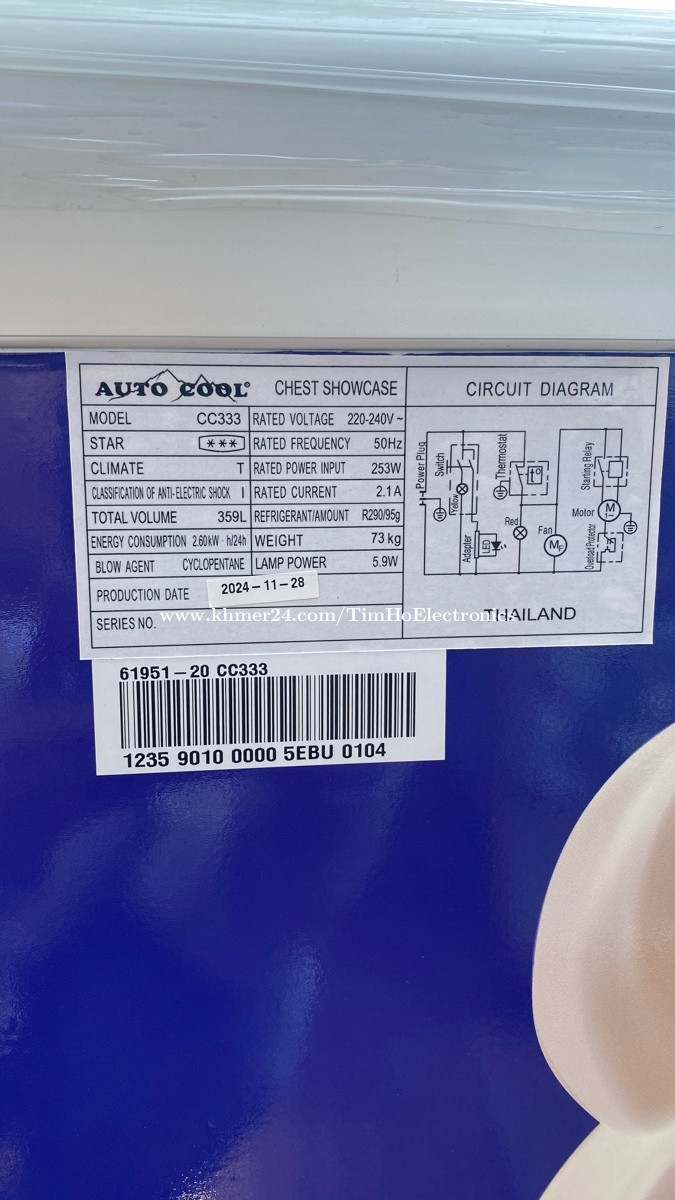 AUTO COOL® CHEST SHOWCASE
MODEL CC333
RATED VOLTAGE 220-240V~
STAR ***
RATED FREQUENCY 50Hz
CLIMATE T
RATED POWER INPUT 253W
CLASSIFICATION OF ANTI-ELECTRIC SHOCK I
RATED CURRENT 2.1A
TOTAL VOLUME 359L
REFRIGERANT/AMOUNT R290/95g
ENERGY CONSUMPTION 2.60kW·h/24h
WEIGHT 73kg
BLOW AGENT CYCLOPENTANE
LAMP POWER 5.9W
PRODUCTION DATE 2024-11-28
SERIES NO.
CIRCUIT DIAGRAM
Power Plug
Switch
Yellow
Adapter
LED
Thermostat
t°
Red
Fan
MF
Starting Relay
Motor
M
Overload Protector
THAILAND
www.khmer24.com/TimHoElectronics
61951-20 CC333
1235 9010 0000 5EBU 0104